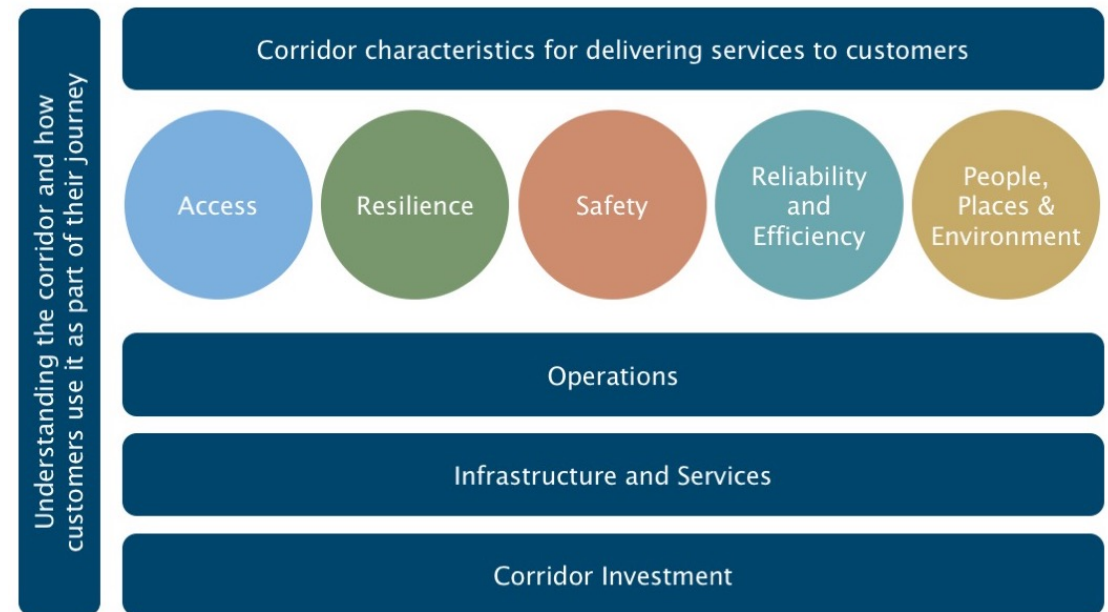 Understanding the corridor and how
customers use it as part of their journey
Corridor characteristics for delivering services to customers
Access
Resilience
Safety
Reliability
and
Efficiency
People,
Places &
Environment
Operations
Infrastructure and Services
Corridor Investment